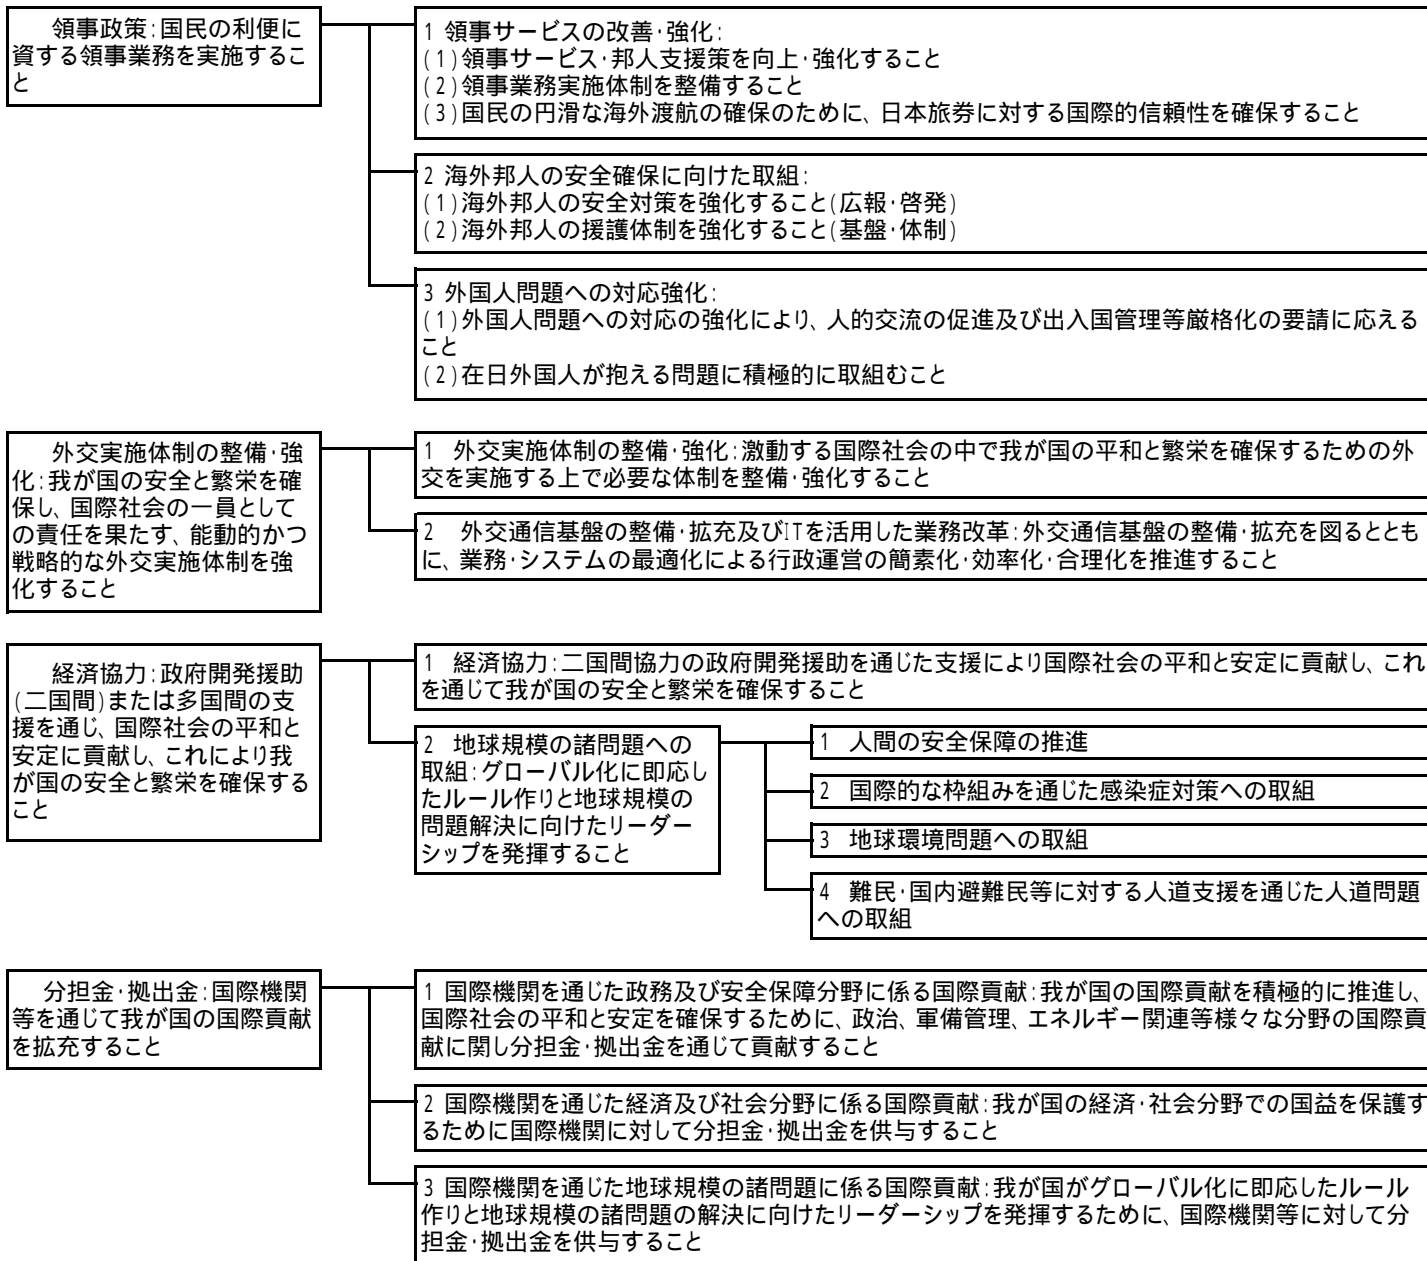 領事政策:国民の利便に
資する領事業務を実施するこ
と
1 領事サービスの改善・強化:
(1)領事サービス・邦人支援策を向上・強化すること
(2)領事業務実施体制を整備すること
(3)国民の円滑な海外渡航の確保のために、日本旅券に対する国際的信頼性を確保すること
2 海外邦人の安全確保に向けた取組:
(1)海外邦人の安全対策を強化すること(広報・啓発)
(2)海外邦人の援護体制を強化すること(基盤・体制)
3 外国人問題への対応強化:
(1)外国人問題への対応の強化により、人的交流の促進及び出入国管理等厳格化の要請に応える
こと
(2)在日外国人が抱える問題に積極的に取組むこと
外交実施体制の整備・強
化:我が国の安全と繁栄を確
保し、国際社会の一員として
の責任を果たす、能動的かつ
戦略的な外交実施体制を強
化すること
1 外交実施体制の整備・強化:激動する国際社会の中で我が国の平和と繁栄を確保するための外
交を実施する上で必要な体制を整備・強化すること
2 外交通信基盤の整備・拡充及びITを活用した業務改革:外交通信基盤の整備・拡充を図るととも
に、業務・システムの最適化による行政運営の簡素化・効率化・合理化を推進すること
経済協力:政府開発援助
(二国間)または多国間の支
援を通じ、国際社会の平和と
安定に貢献し、これにより我
が国の安全と繁栄を確保する
こと
1 経済協力:二国間協力の政府開発援助を通じた支援により国際社会の平和と安定に貢献し、これ
を通じて我が国の安全と繁栄を確保すること
2 地球規模の諸問題への
取組:グローバル化に即応し
たルール作りと地球規模の
問題解決に向けたリーダー
シップを発揮すること
1 人間の安全保障の推進
2 国際的な枠組みを通じた感染症対策への取組
3 地球環境問題への取組
4 難民・国内避難民等に対する人道支援を通じた人道問題
への取組
分担金・拠出金:国際機関
等を通じて我が国の国際貢献
を拡充すること
1 国際機関を通じた政務及び安全保障分野に係る国際貢献:我が国の国際貢献を積極的に推進し、
国際社会の平和と安定を確保するために、政治、軍備管理、エネルギー関連等様々な分野の国際貢
献に関し分担金・拠出金を通じて貢献すること
2 国際機関を通じた経済及び社会分野に係る国際貢献:我が国の経済・社会分野での国益を保護す
るために国際機関に対して分担金・拠出金を供与すること
3 国際機関を通じた地球規模の諸問題に係る国際貢献:我が国がグローバル化に即応したルール
作りと地球規模の諸問題の解決に向けたリーダーシップを発揮するために、国際機関等に対して分
担金・拠出金を供与すること